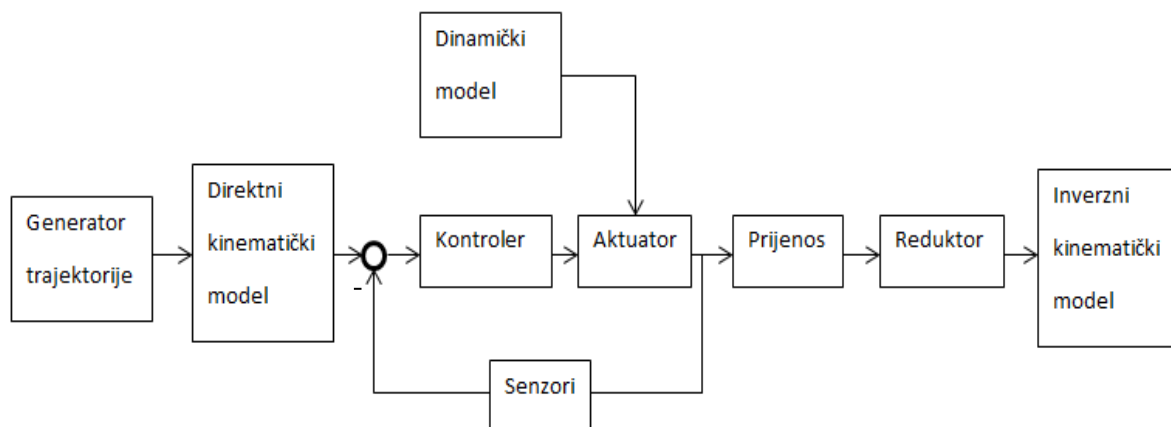 Dinamički
model
Direktni
kinematički
model
Generator
trajektorije
Kontroler
Aktuator
Prijenos
Reduktor
Inverzni
kinematički
model
-
Senzori